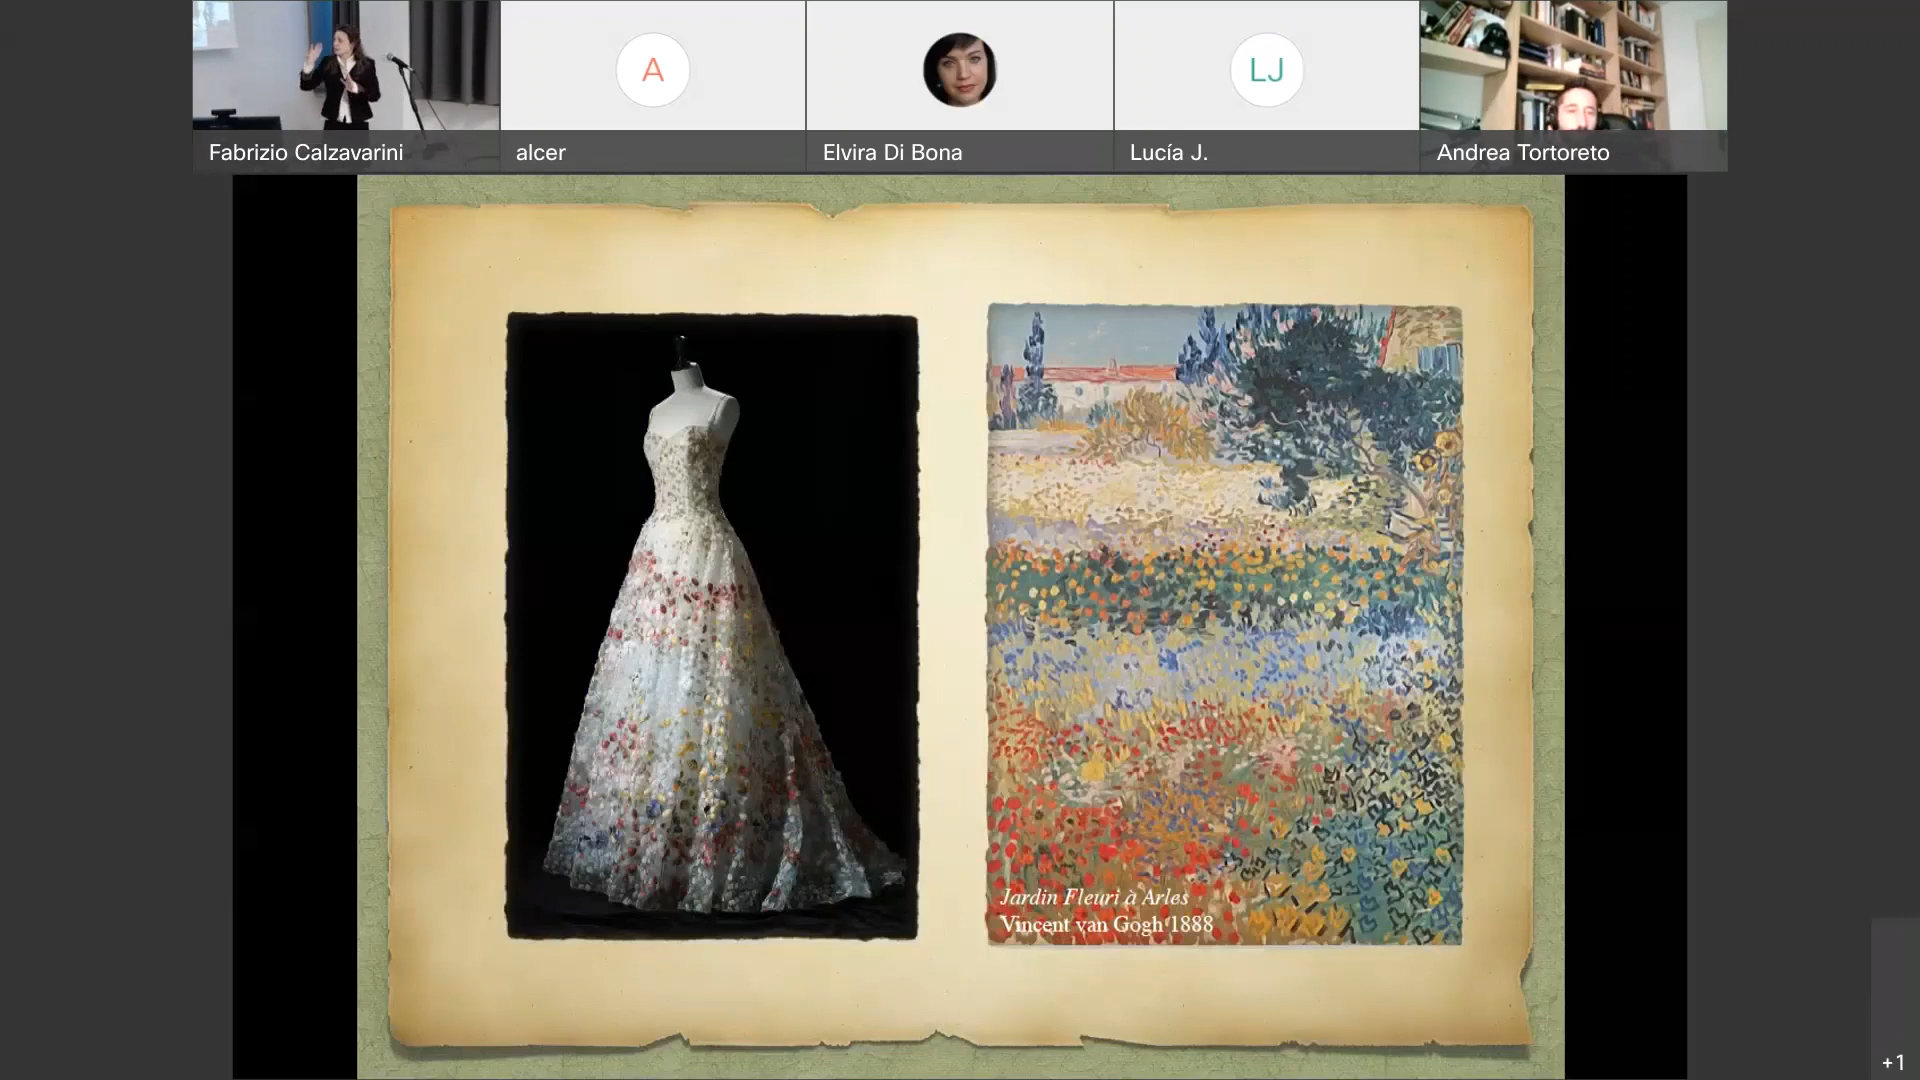 A
LJ
Fabrizio Calzavarini
alcer
Elvira Di Bona
Lucía J.
Andrea Tortoreto
Jardin Fleuri à Arles
Vincent van Gogh 1888
+1